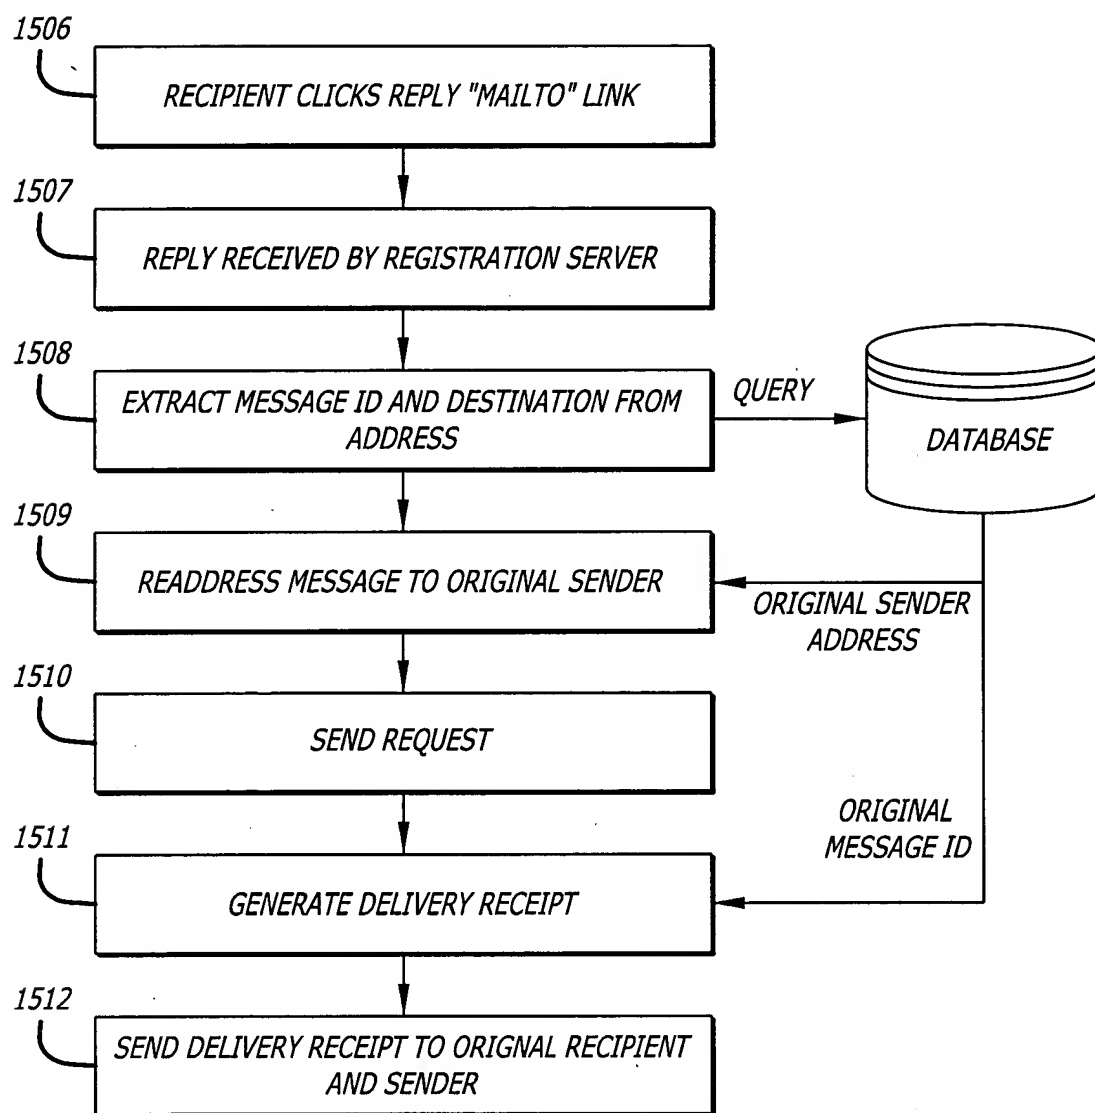 1506
RECIPIENT CLICKS REPLY "MAILTO" LINK
1507
REPLY RECEIVED BY REGISTRATION SERVER
1508
EXTRACT MESSAGE ID AND DESTINATION FROM
ADDRESS
QUERY
DATABASE
1509
READDRESS MESSAGE TO ORIGINAL SENDER
ORIGINAL SENDER
ADDRESS
1510
SEND REQUEST
ORIGINAL
MESSAGE ID
1511
GENERATE DELIVERY RECEIPT
1512
SEND DELIVERY RECEIPT TO ORIGNAL RECIPIENT
AND SENDER